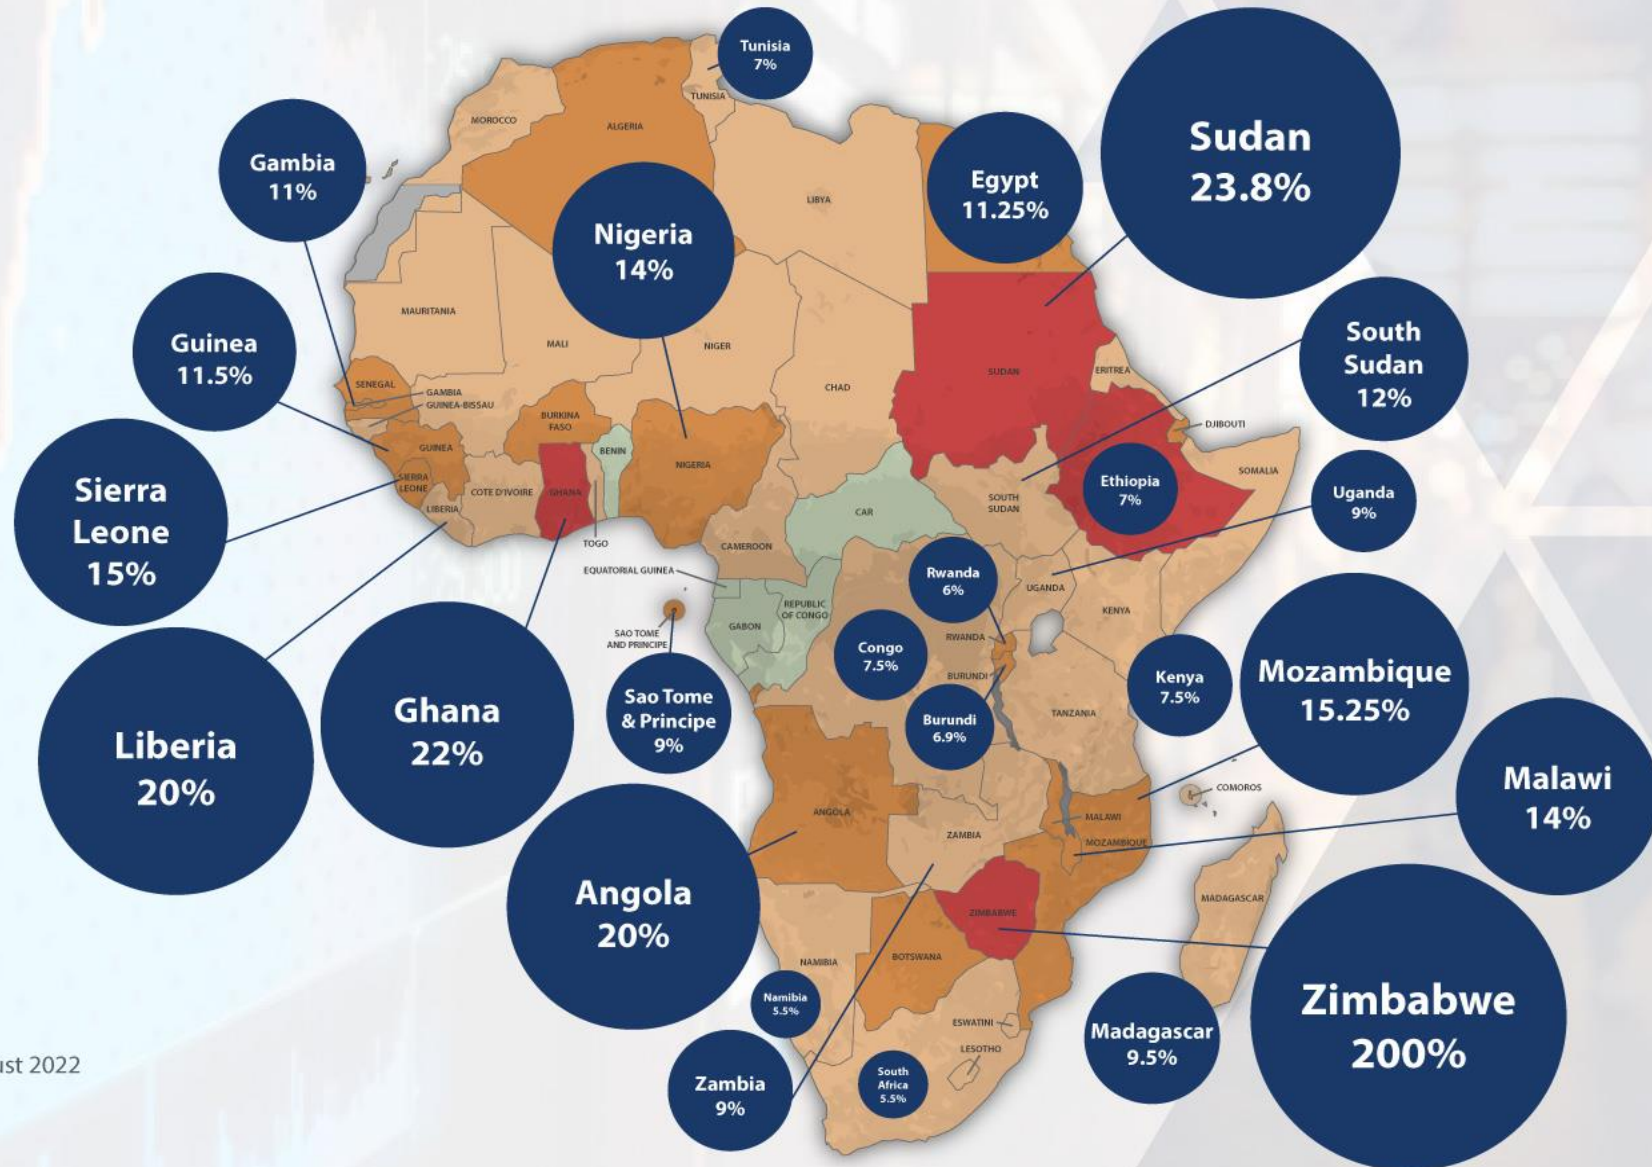 Tunisia
7%
Sudan
23.8%
Gambia
11%
Egypt
11.25%
Nigeria
14%
South
Sudan
12%
Guinea
11.5%
Sierra
Leone
15%
Ethiopia
7%
Uganda
9%
Rwanda
6%
Congo
7.5%
Burundi
6.9%
Kenya
7.5%
Mozambique
15.25%
Malawi
14%
Liberia
20%
Ghana
22%
Sao Tome
& Principe
9%
Angola
20%
Namibia
5.5%
Zambia
9%
South
Africa
5.5%
Madagascar
9.5%
Zimbabwe
200%
MOROCCO
ALGERIA
TUNISIA
LIBYA
MAURITANIA
MALI
NIGER
CHAD
SUDAN
ERITREA
DJIBOUTI
SOMALIA
SENEGAL
GAMBIA
GUINEA-BISSAU
GUINEA
SIERRA
LEONE
LIBERIA
COTE D'IVOIRE
BURKINA
FASO
GHANA
TOGO
BENIN
NIGERIA
CAMEROON
CAR
SOUTH
SUDAN
UGANDA
KENYA
EQUATORIAL GUINEA
SAO TOME
AND PRINCIPE
GABON
REPUBLIC
OF CONGO
RWANDA
BURUNDI
TANZANIA
COMOROS
ANGOLA
ZAMBIA
MALAWI
MOZAMBIQUE
MADAGASCAR
ZIMBABWE
NAMIBIA
BOTSWANA
ESWATINI
LESOTHO
ust 2022